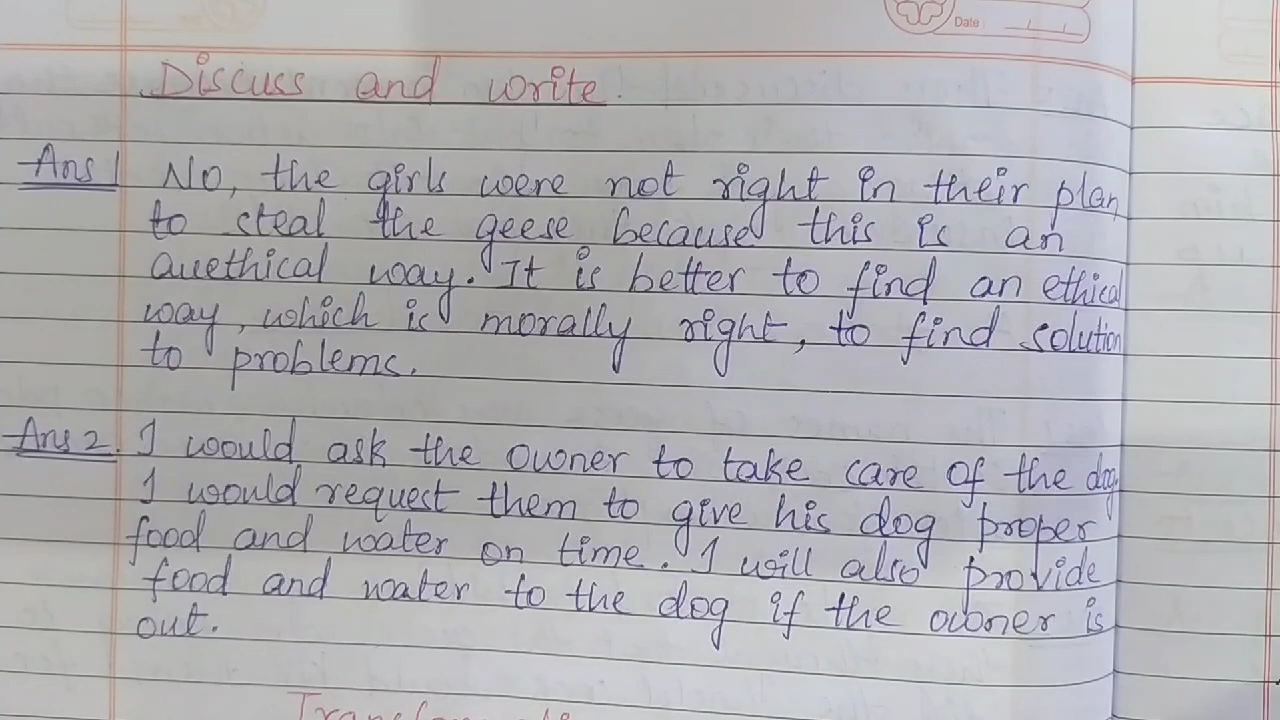 Date
Discuss and write.
Ans 1 No, the girls were not right in their plan
to steal the geese because this is an
auethical way. It is better to find an ethical
way, which is morally right, to find solution
to problems.
Ans 2. I would ask the owner to take care of the dog
I would request them to give his dog proper
food and water on time. I will also provide
food and water to the dog if the owner is
out.